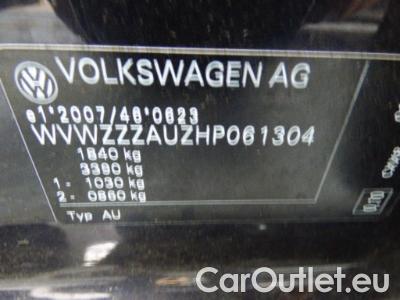 VOLKSWAGEN AG
e1*2007/46*0623
WVWZZZAUZHP061304
1840 kg
3390 kg
1 - 1030 kg
2 - 0860 kg
Typ AU
CarOutlet.eu